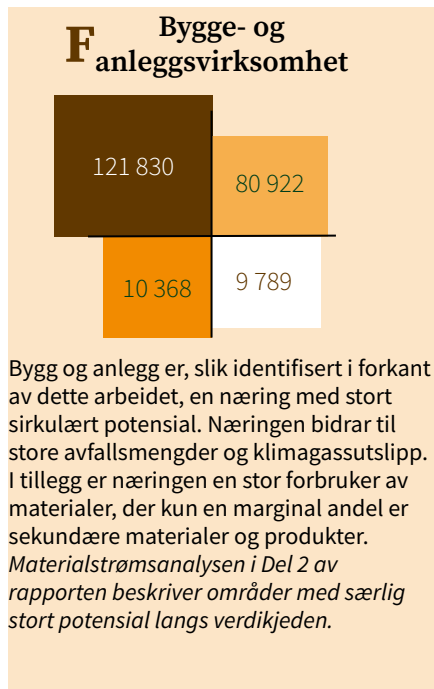 F
Bygge- og
anleggsvirksomhet
121 830
80 922
10 368
9 789
Bygg og anlegg er, slik identifisert i forkant
av dette arbeidet, en næring med stort
sirkulært potensial. Næringen bidrar til
store avfallsmengder og klimagassutslipp.
I tillegg er næringen en stor forbruker av
materialer, der kun en marginal andel er
sekundære materialer og produkter.
Materialstrømsanalysen i Del 2 av
rapporten beskriver områder med særlig
stort potensial langs verdikjeden.